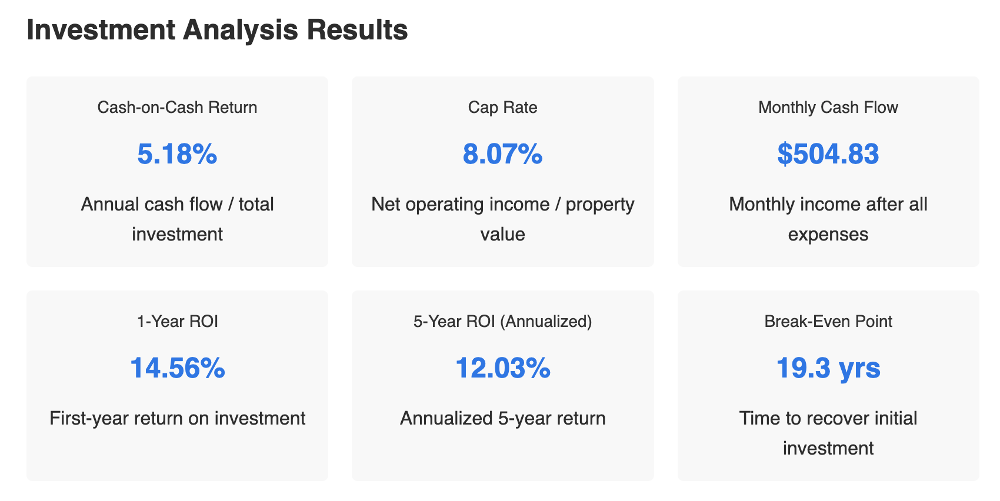 Investment Analysis Results
Cash-on-Cash Return
5.18%
Annual cash flow / total
investment
Cap Rate
8.07%
Net operating income / property
value
Monthly Cash Flow
$504.83
Monthly income after all
expenses
1-Year ROI
14.56%
First-year return on investment
5-Year ROI (Annualized)
12.03%
Annualized 5-year return
Break-Even Point
19.3 yrs
Time to recover initial
investment